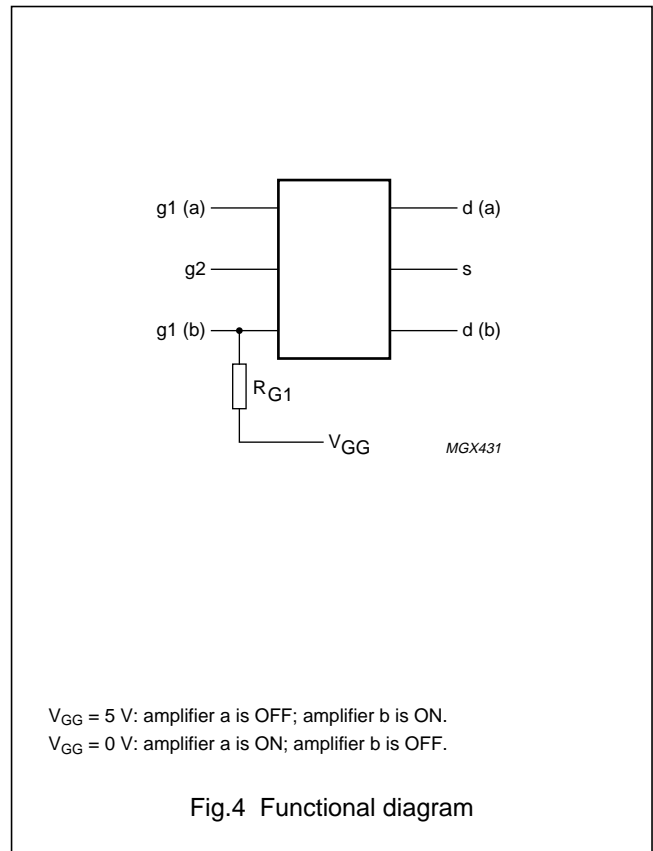 g1 (a)
d (a)
g2
s
g1 (b)
d (b)
RG1
VGG
MGX431
VGG = 5 V: amplifier a is OFF; amplifier b is ON.
VGG = 0 V: amplifier a is ON; amplifier b is OFF.
Fig.4 Functional diagram